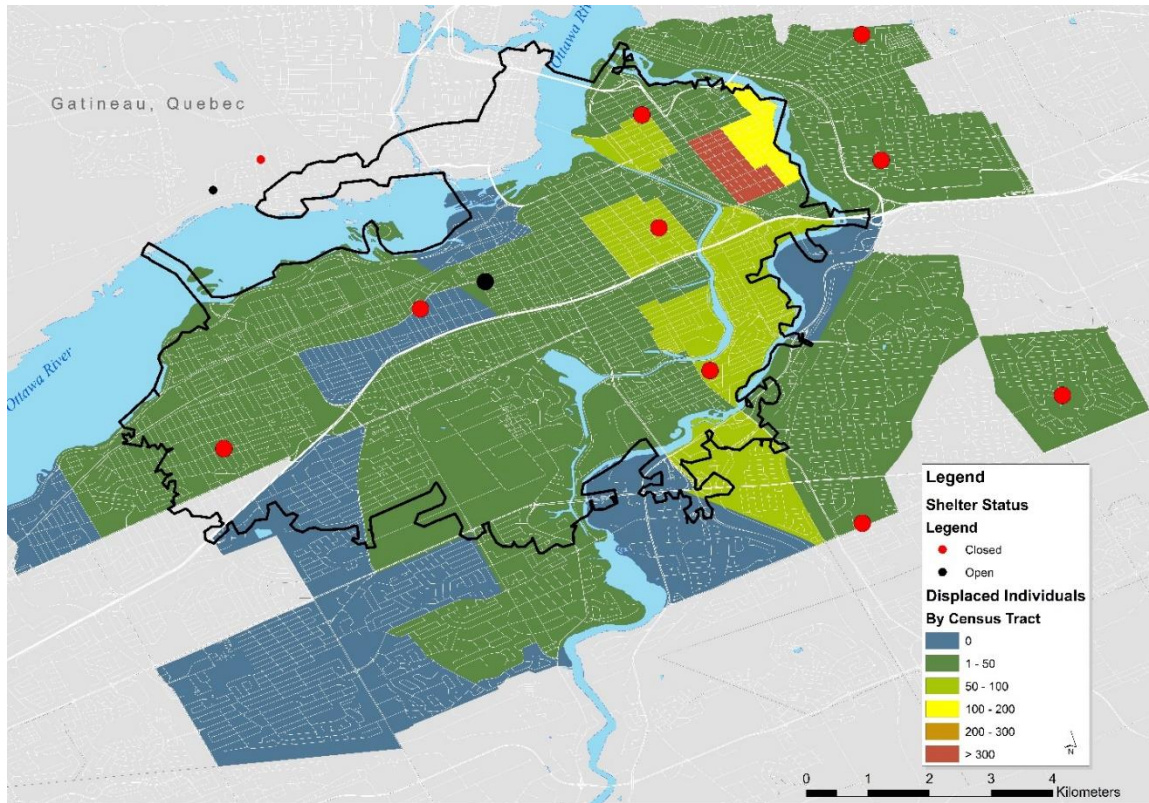 Ottawa River
Gatineau, Quebec
Ottawa River
Legend
Shelter Status
Legend
Closed
Open
Displaced Individuals
By Census Tract
0
1 - 50
50 - 100
100 - 200
200 - 300
> 300
N
0 1 2 3 4
Kilometers